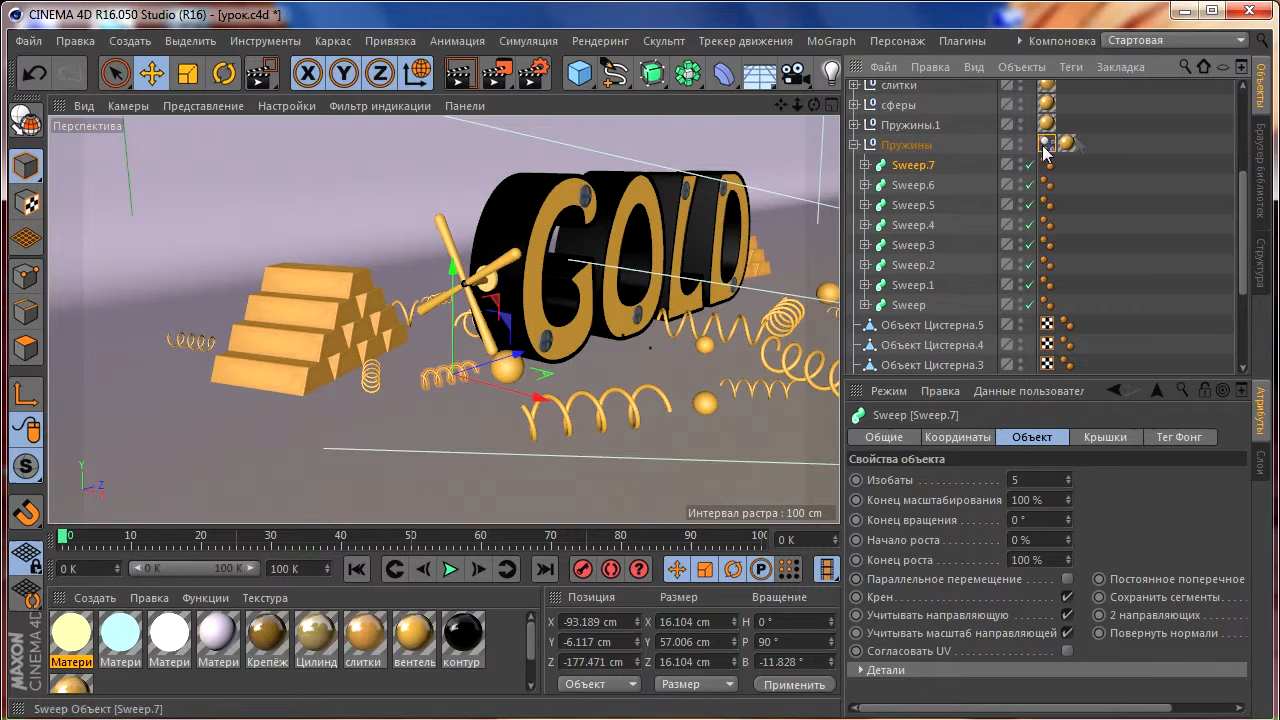 CINEMA 4D R16.050 Studio (R16) - [урок.c4d *]
Файл Правка Создать Выделить Инструменты Каркас Привязка Анимация Симуляция Рендеринг Скульпт Трекер движения MoGraph Персонаж Плагины Компоновка Стартовая
X Y Z
Файл Правка Вид Объекты Теги Закладка
Вид Камеры Представление Настройки Фильтр индикации Панели
Перспектива
GOLD
Y
Z
X
Интервал растра : 100 cm
слитки
сферы
Пружины.1
Пружины
Sweep.7
Sweep.6
Sweep.5
Sweep.4
Sweep.3
Sweep.2
Sweep.1
Sweep
Объект Цистерна.5
Объект Цистерна.4
Объект Цистерна.3
Объекты
Браузер библиотек
Структура
Режим Правка Данные пользовател
Sweep [Sweep.7]
Общие Координаты Объект Крышки Тег Фонг
Свойства объекта
Изобаты 5
Конец масштабирования 100 %
Конец вращения 0 °
Начало роста 0 %
Конец роста 100 %
Параллельное перемещение Постоянное поперечное
Крен Сохранить сегменты
Учитывать направляющую 2 направляющих
Учитывать масштаб направляющей Повернуть нормали
Согласовать UV
Детали
Атрибуты
Слои
0 10 20 30 40 50 60 70 80 90 100 0 K
0 K 0 K 100 K 100 K
P
Создать Правка Функции Текстура
Матери Матери Матери Матери Крепёж Цилинд слитки вентель контур
Позиция Размер Вращение
X -93.189 cm X 16.104 cm H 0 °
Y -6.117 cm Y 57.006 cm P 90 °
Z -177.471 cm Z 16.104 cm B -11.828 °
Объект Размер Применить
MAXON
CINEMA 4D
Sweep Объект [Sweep.7]